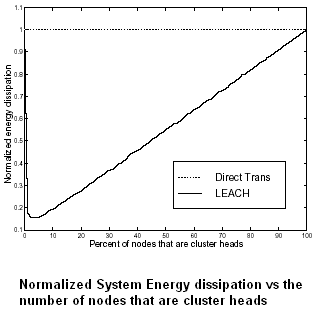 1.1
1
0.9
0.8
0.7
0.6
0.5
0.4
0.3
0.2
0.1
Normalized energy dissipation
Direct Trans
LEACH
0 10 20 30 40 50 60 70 80 90 100
Percent of nodes that are cluster heads
Normalized System Energy dissipation vs the
number of nodes that are cluster heads